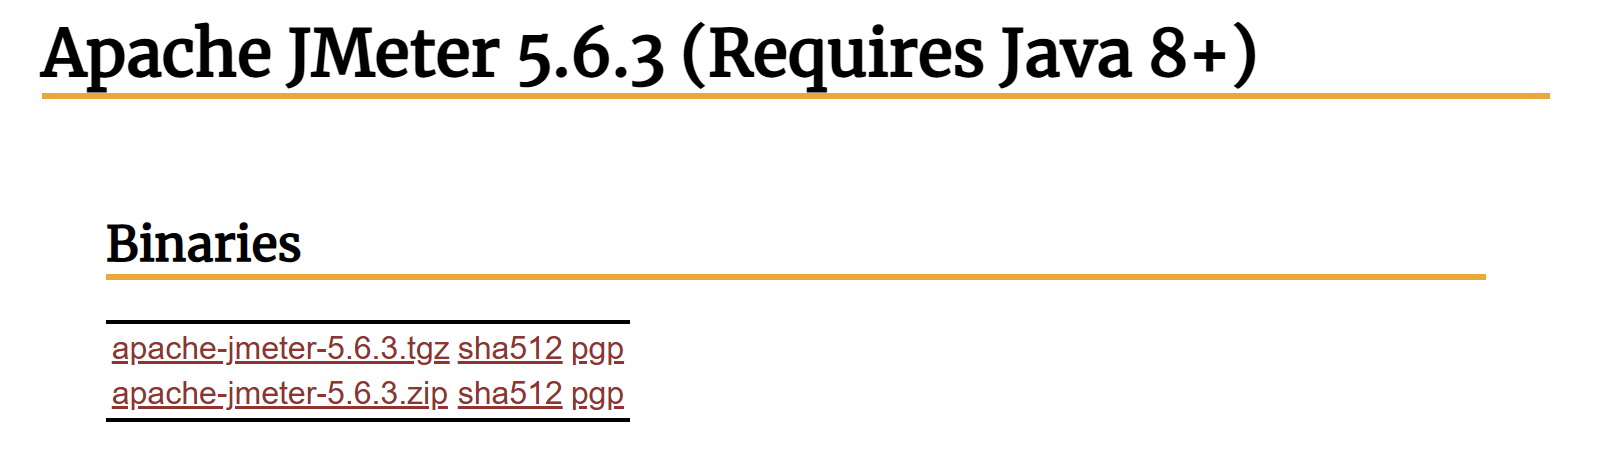 Apache JMeter 5.6.3 (Requires Java 8+)
Binaries
apache-jmeter-5.6.3.tgz sha512 pgp
apache-jmeter-5.6.3.zip sha512 pgp